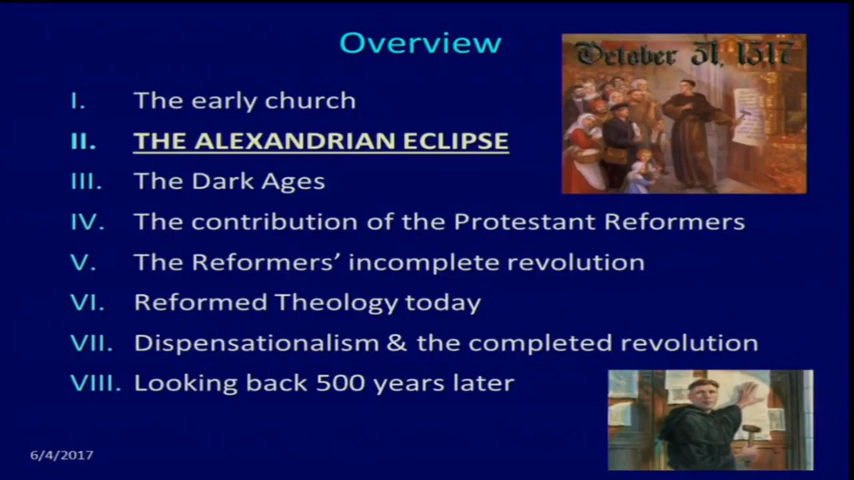 Overview
October 31, 1517
I. The early church
II. THE ALEXANDRIAN ECLIPSE
III. The Dark Ages
IV. The contribution of the Protestant Reformers
V. The Reformers’ incomplete revolution
VI. Reformed Theology today
VII. Dispensationalism & the completed revolution
VIII. Looking back 500 years later
6/4/2017